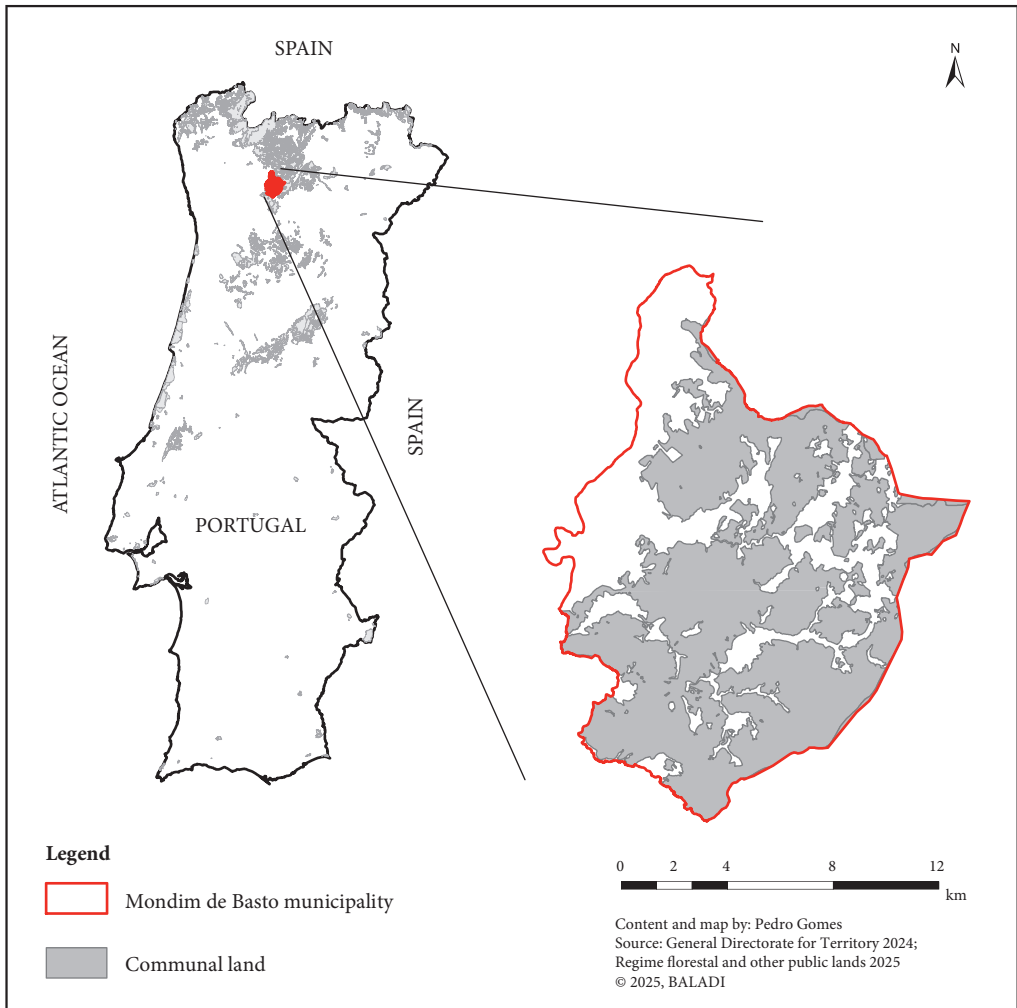 SPAIN
N
ATLANTIC OCEAN
SPAIN
PORTUGAL
Legend
Mondim de Basto municipality
Communal land
0 2 4 8 12
km
Content and map by: Pedro Gomes
Source: General Directorate for Territory 2024;
Regime florestal and other public lands 2025
© 2025, BALADI